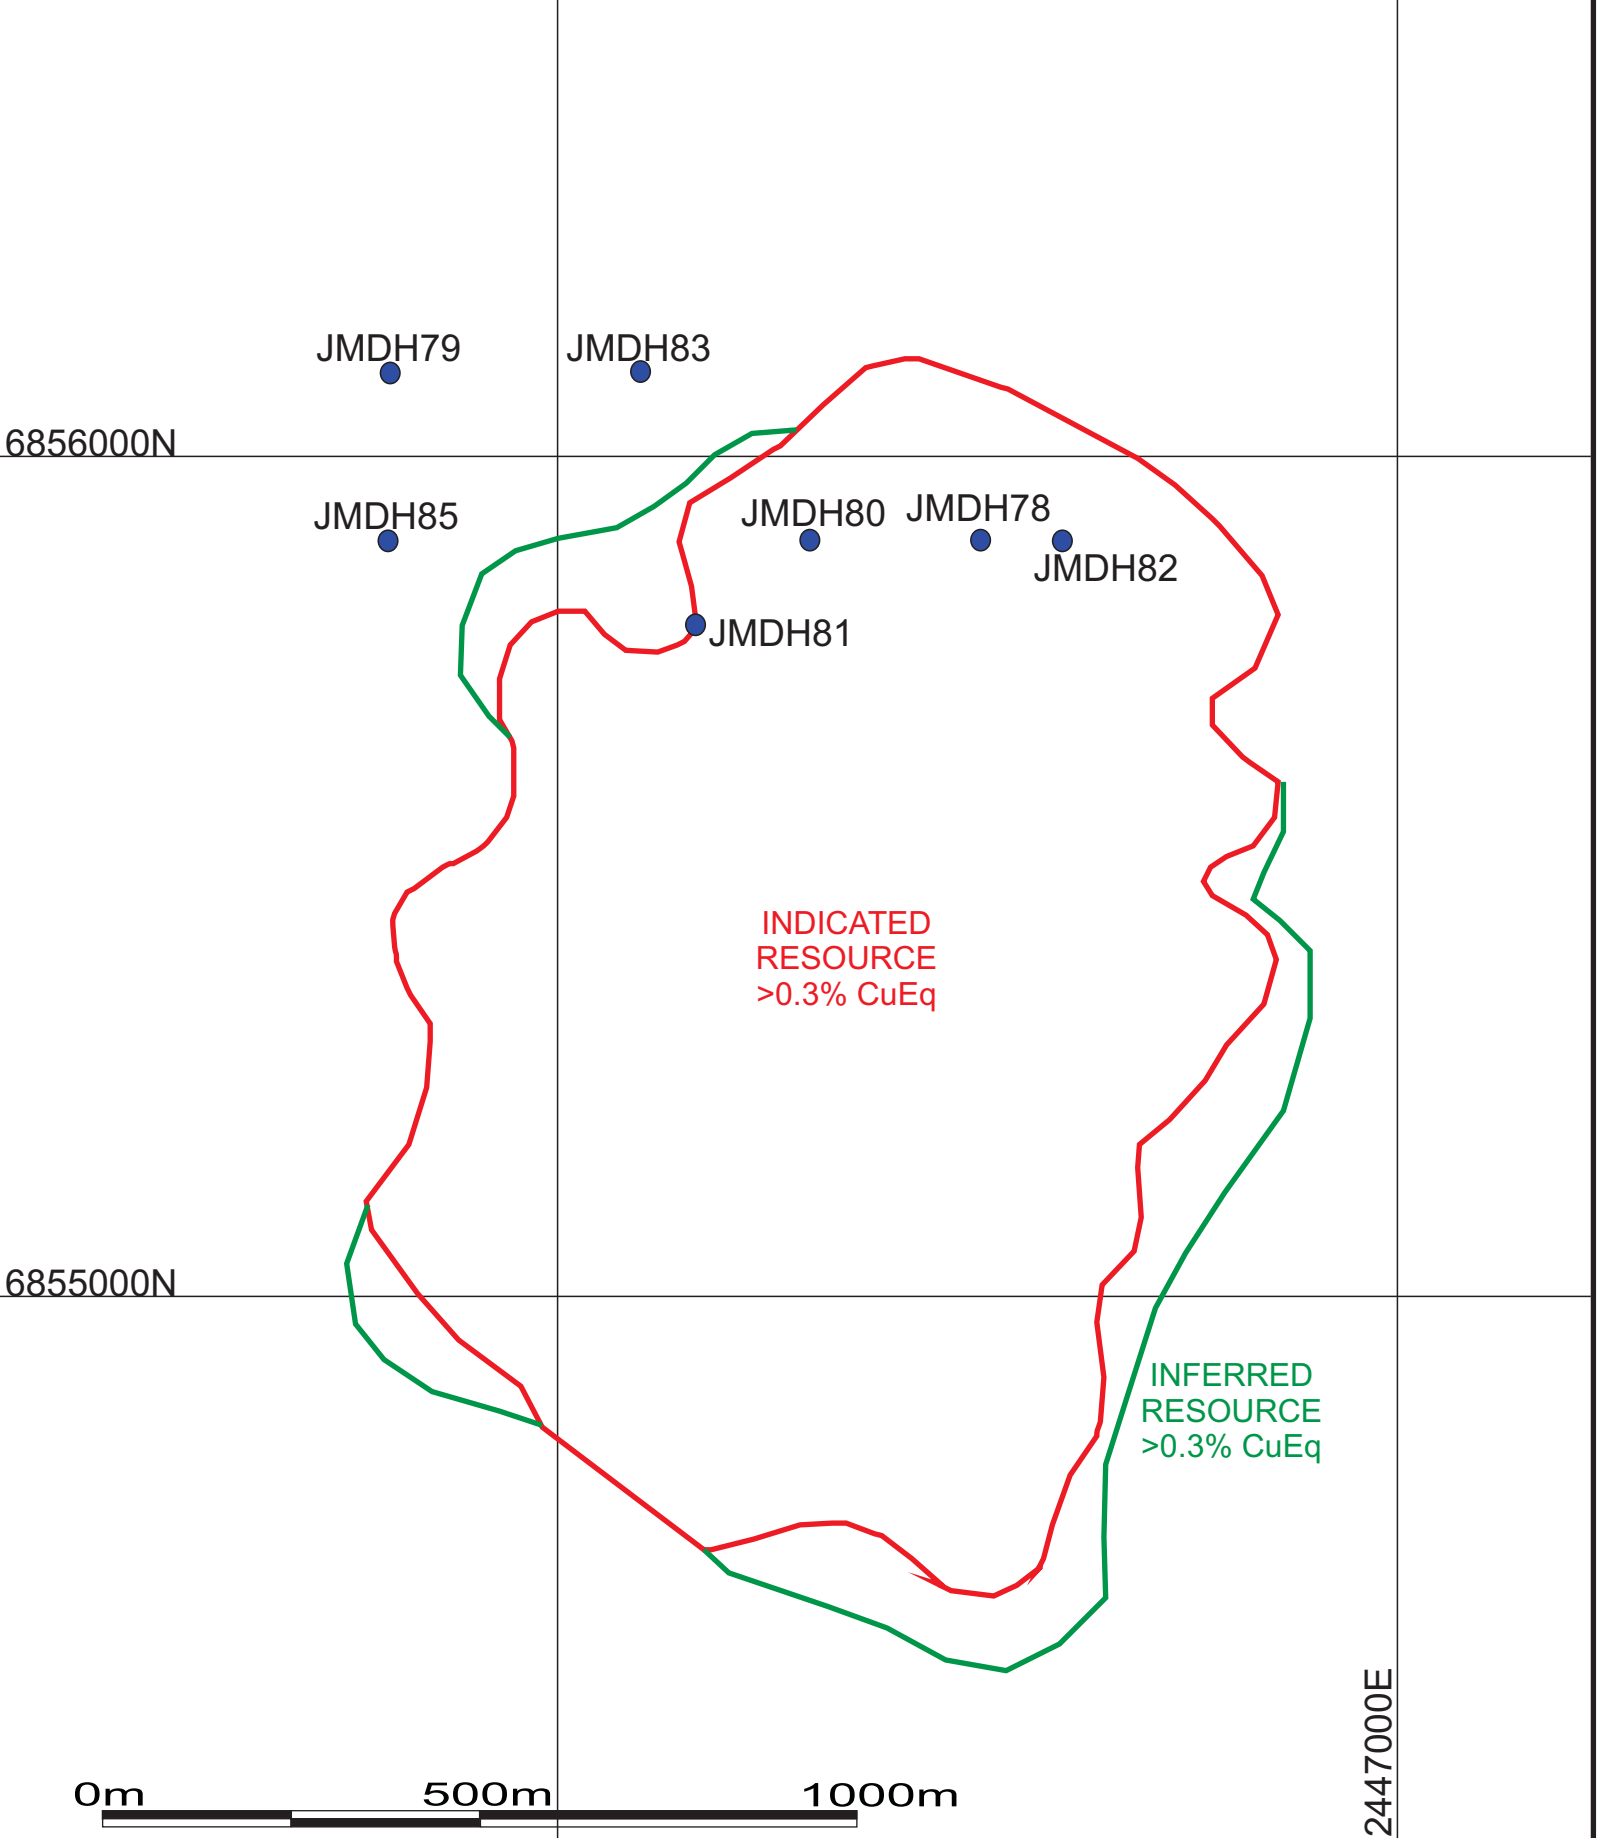 JMDH79
JMDH83
6856000N
JMDH85
JMDH80
JMDH78
JMDH82
JMDH81
INDICATED
RESOURCE
>0.3% CuEq
6855000N
INFERRED
RESOURCE
>0.3% CuEq
2447000E
0m
500m
1000m